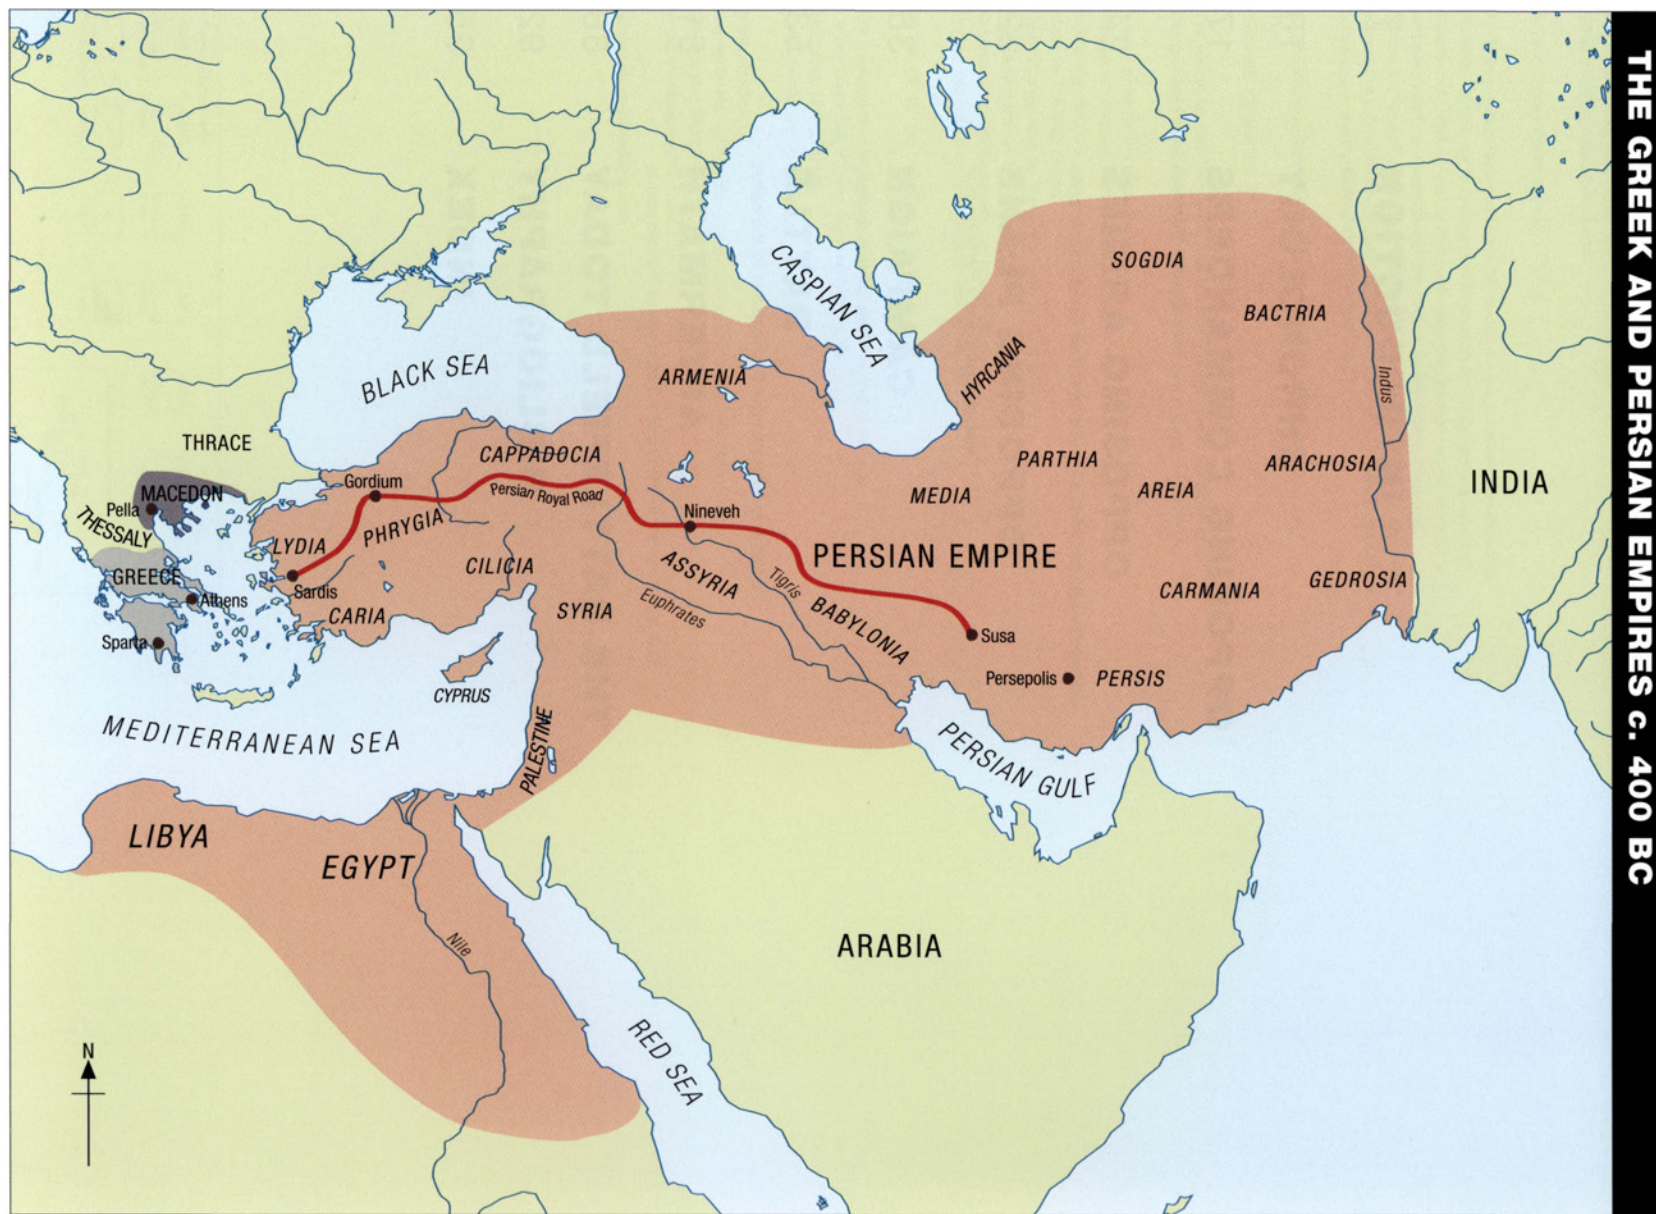 THE GREEK AND PERSIAN EMPIRES c. 400 BC
SOGDIA
CASPIAN SEA
BACTRIA
BLACK SEA
ARMENIA
HYRCANIA
Indus
THRACE
CAPPADOCIA
PARTHIA
ARACHOSIA
INDIA
Gordium
Persian Royal Road
MACEDON
MEDIA
AREIA
Pella
THESSALY
PHRYGIA
Nineveh
LYDIA
PERSIAN EMPIRE
CILICIA
ASSYRIA
GREECE
Tigris
GEDROSIA
Sardis
CARMANIA
Athens
CARIA
SYRIA
Euphrates
BABYLONIA
Sparta
Susa
Persepolis
PERSIS
CYPRUS
MEDITERRANEAN SEA
PALESTINE
PERSIAN GULF
LIBYA
EGYPT
ARABIA
Nile
RED SEA
N